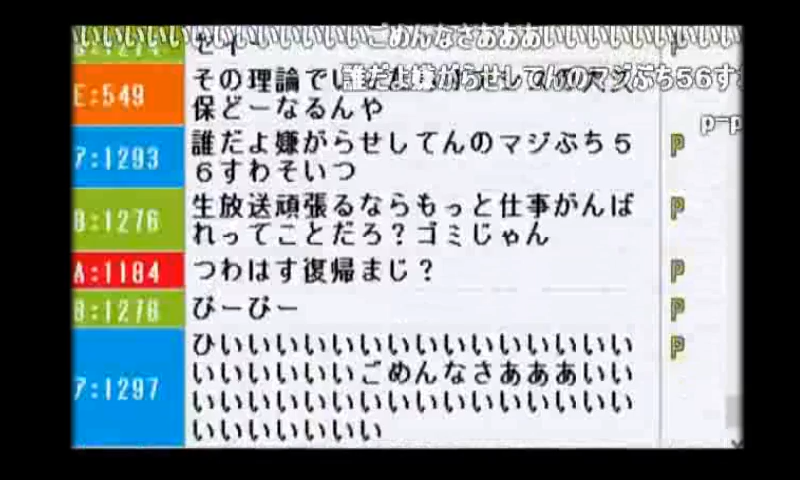 いいいいいいいいいいいごめんなさあああいいいいいいいいいい
誰だよ嫌がらせしてんのマジぶち５６す
E:549
その理論で
保どーなるんや
p-p
7:1293
誰だよ嫌がらせしてんのマジぶち５
６すわそいつ
P
8:1276
生放送頑張るならもっと仕事がんば
れってことだろ？ゴミじゃん
P
A:1184
つわはす復帰まじ？
P
8:1278
びーびー
P
7:1297
ひいいいいいいいいいいいいいいい
いいいいいいごめんなさあああいい
いいいいいいいいいいいいいいいい
いいいいいいい
P